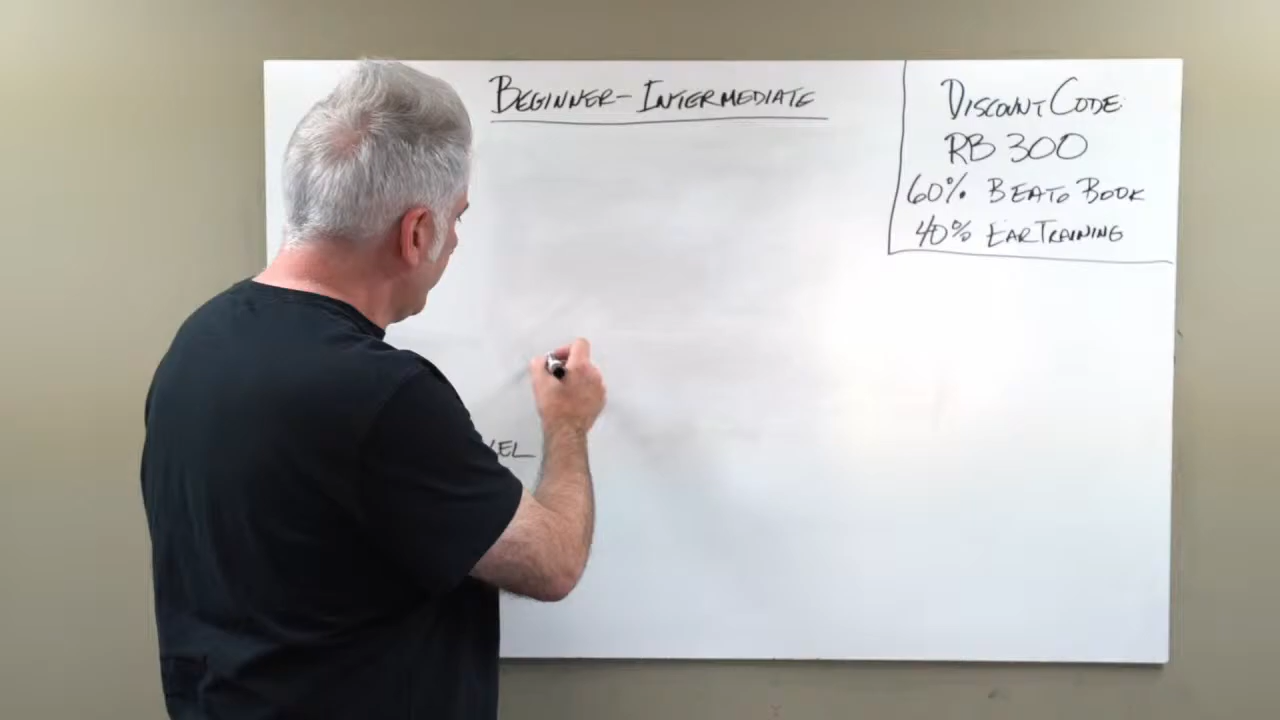 BEGINNER-INTERMEDIATE
DISCOUNT CODE
RB 300
60% BEATO BOOK
40% EAR TRAINING